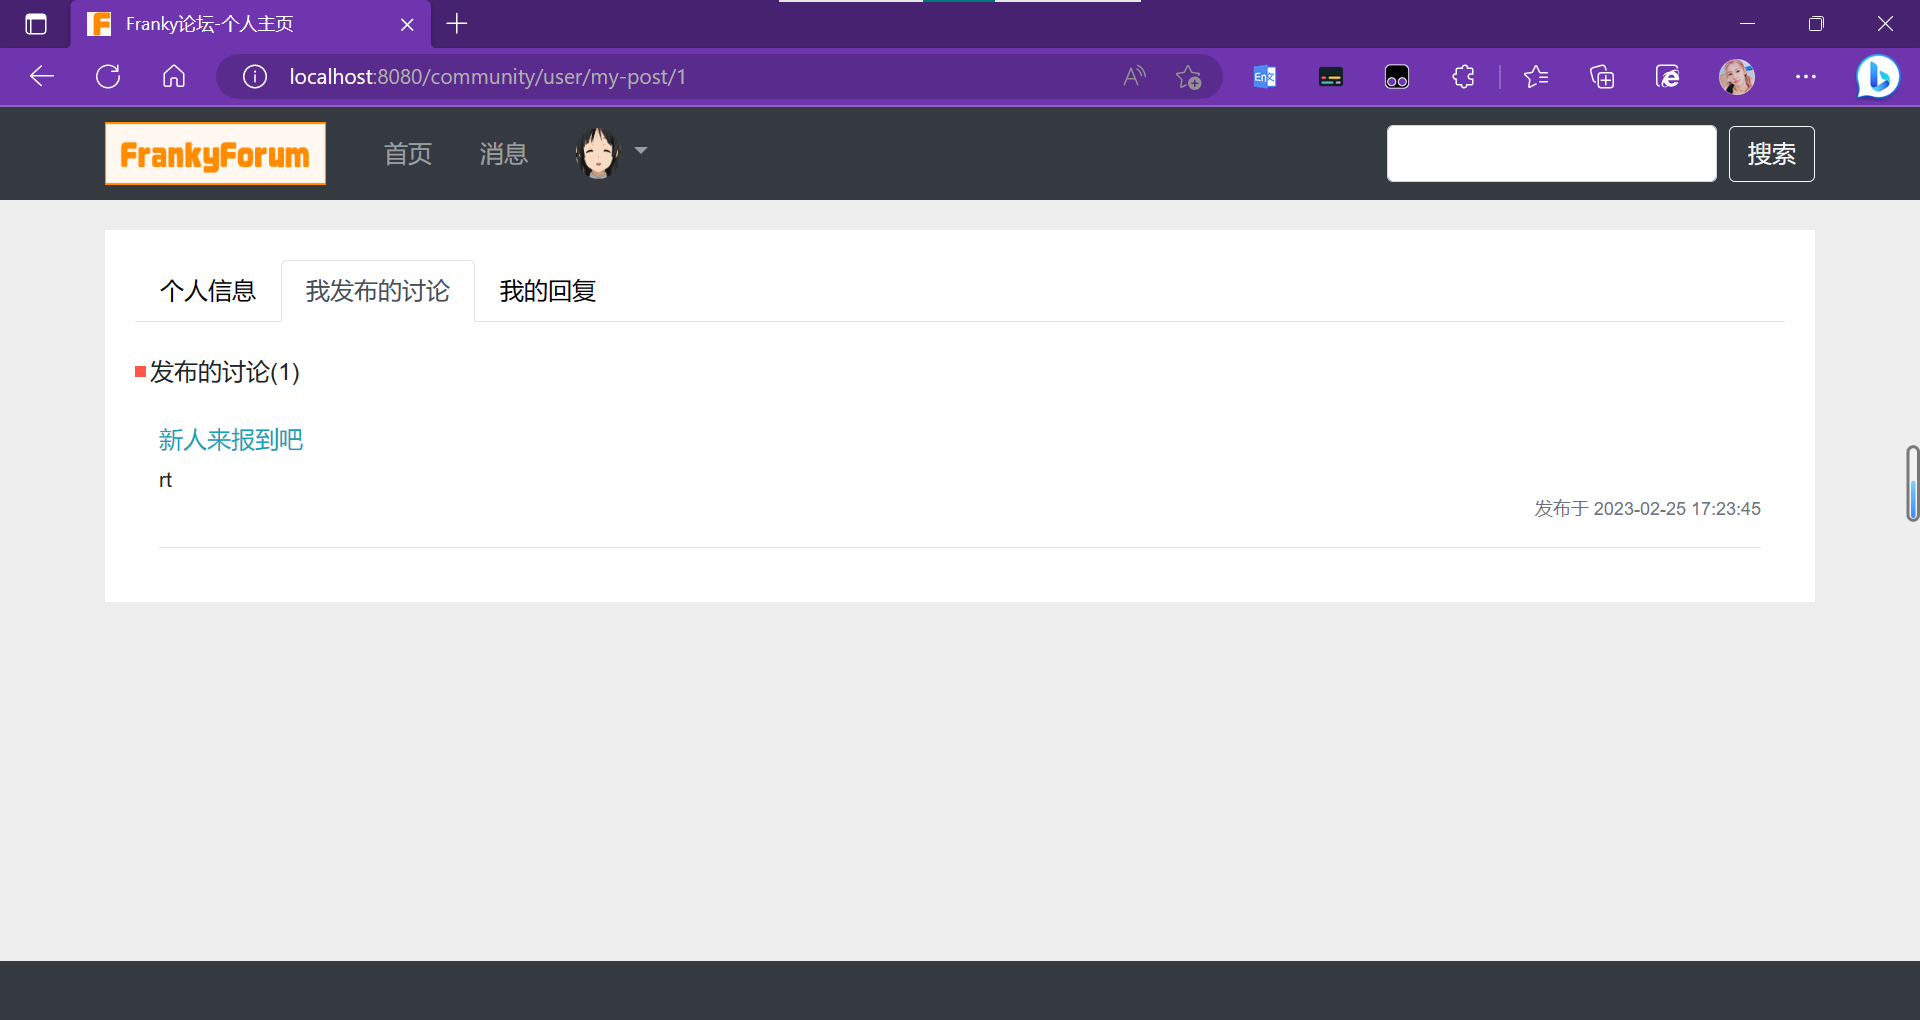 Franky论坛-个人主页
localhost:8080/community/user/my-post/1
FrankyForum
首页
消息
搜索
个人信息
我发布的讨论
我的回复
发布的讨论(1)
新人来报到吧
rt
发布于 2023-02-25 17:23:45